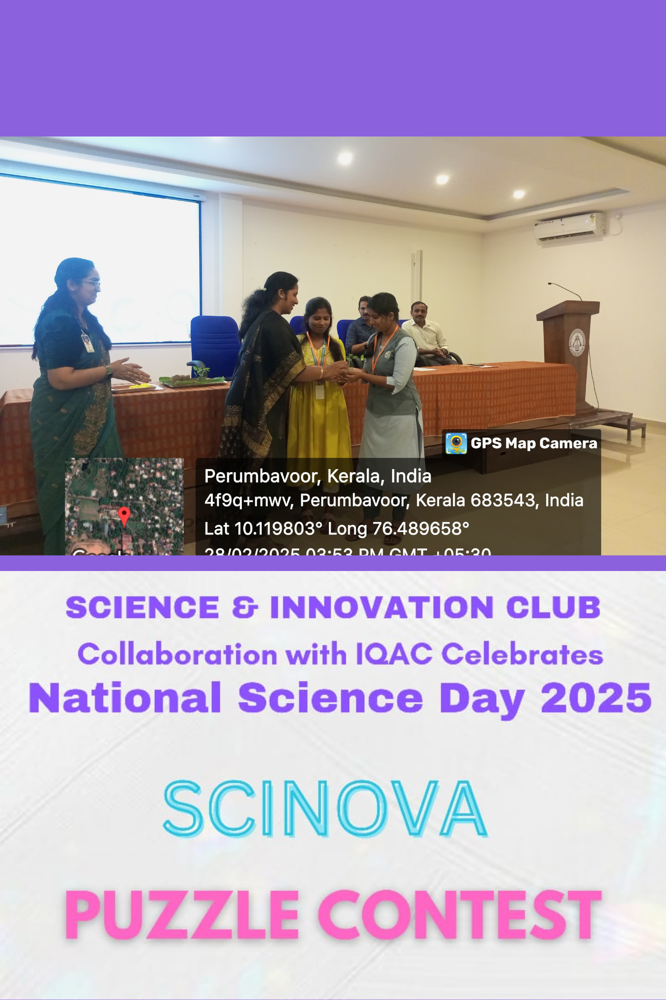 GPS Map Camera
Perumbavoor, Kerala, India
4f9q+mwv, Perumbavoor, Kerala 683543, India
Lat 10.119803° Long 76.489658°
28/02/2025 03:53 PM GMT +05:30
Google
SCIENCE & INNOVATION CLUB
Collaboration with IQAC Celebrates
National Science Day 2025
SCINOVA
PUZZLE CONTEST